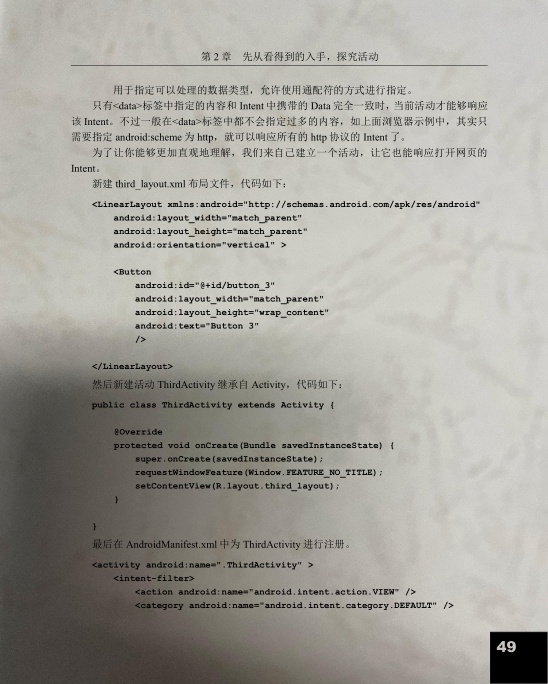 第 2 章 先从看得到的入手，探究活动
用于指定可以处理的数据类型，允许使用通配符的方式进行指定。
只有<data>标签中指定的内容和 Intent 中携带的 Data 完全一致时，当前活动才能够响应
该 Intent。不过一般在<data>标签中都不会指定过多的内容，如上面浏览器示例中，其实只
需要指定 android:scheme 为 http，就可以响应所有的 http 协议的 Intent 了。
为了让你能够更加直观地理解，我们来自己建立一个活动，让它也能响应打开网页的
Intent。
新建 third_layout.xml 布局文件，代码如下：
<LinearLayout xmlns:android="http://schemas.android.com/apk/res/android"
android:layout_width="match_parent"
android:layout_height="match_parent"
android:orientation="vertical" >
<Button
android:id="@+id/button_3"
android:layout_width="match_parent"
android:layout_height="wrap_content"
android:text="Button 3"
/>
</LinearLayout>
然后新建活动 ThirdActivity 继承自 Activity，代码如下：
public class ThirdActivity extends Activity {
@Override
protected void onCreate(Bundle savedInstanceState) {
super.onCreate(savedInstanceState);
requestWindowFeature(Window.FEATURE_NO_TITLE);
setContentView(R.layout.third_layout);
}
}
最后在 AndroidManifest.xml 中为 ThirdActivity 进行注册。
<activity android:name=".ThirdActivity" >
<intent-filter>
<action android:name="android.intent.action.VIEW" />
<category android:name="android.intent.category.DEFAULT" />
49